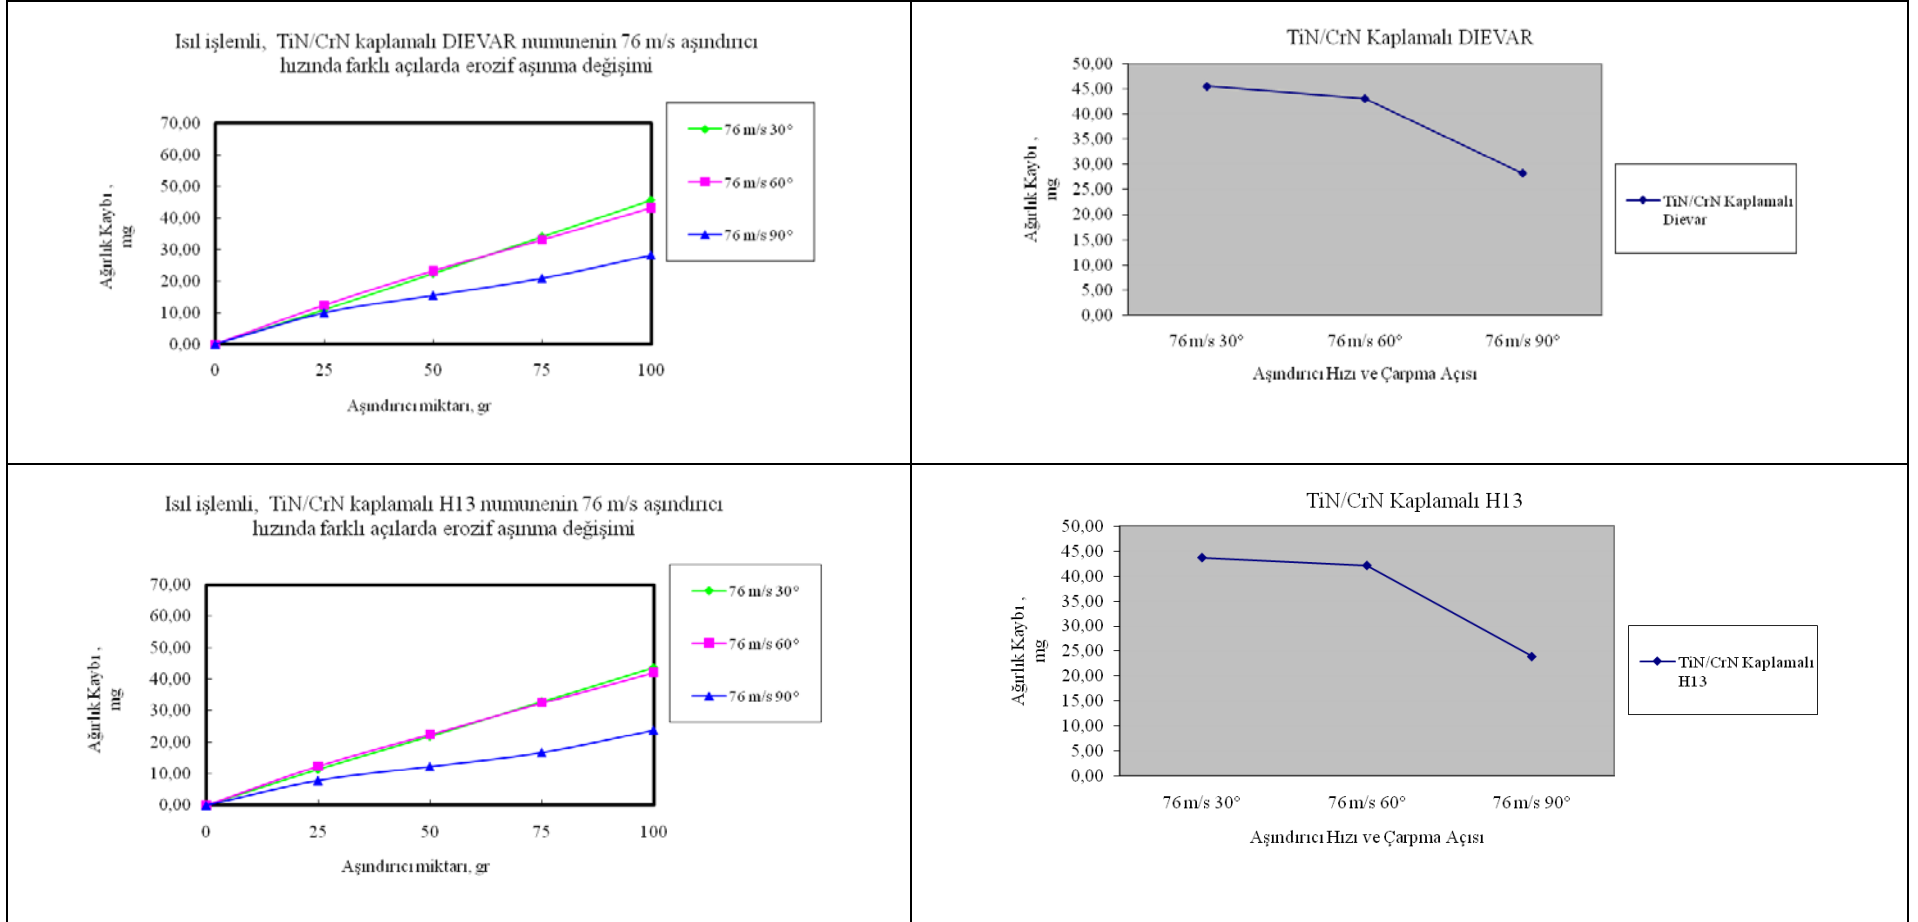 Isıl işlemli, TiN/CrN kaplamalı DIEVAR numunenin 76 m/s aşındırıcı
hızında farklı açılarda erozif aşınma değişimi
70,00
60,00
50,00
40,00
30,00
20,00
10,00
0,00
Ağırlık Kaybı ,
mg
0 25 50 75 100
Aşındırıcı miktarı, gr
76 m/s 30°
76 m/s 60°
76 m/s 90°
TiN/CrN Kaplamalı DIEVAR
50,00
45,00
40,00
35,00
30,00
25,00
20,00
15,00
10,00
5,00
0,00
Ağırlık Kaybı ,
mg
76 m/s 30° 76 m/s 60° 76 m/s 90°
Aşındırıcı Hızı ve Çarpma Açısı
TiN/CrN Kaplamalı
Dievar
Isıl işlemli, TiN/CrN kaplamalı H13 numunenin 76 m/s aşındırıcı
hızında farklı açılarda erozif aşınma değişimi
70,00
60,00
50,00
40,00
30,00
20,00
10,00
0,00
Ağırlık Kaybı ,
mg
0 25 50 75 100
Aşındırıcı miktarı, gr
76 m/s 30°
76 m/s 60°
76 m/s 90°
TiN/CrN Kaplamalı H13
50,00
45,00
40,00
35,00
30,00
25,00
20,00
15,00
10,00
5,00
0,00
Ağırlık Kaybı ,
mg
76 m/s 30° 76 m/s 60° 76 m/s 90°
Aşındırıcı Hızı ve Çarpma Açısı
TiN/CrN Kaplamalı
H13